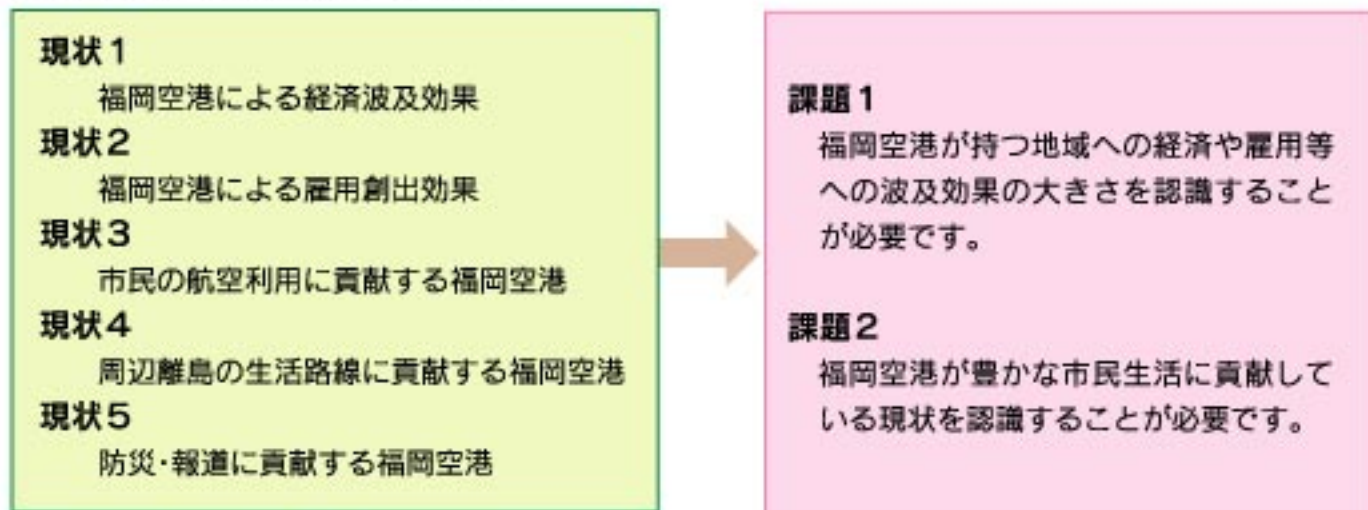 現状1
福岡空港による経済波及効果
現状2
福岡空港による雇用創出効果
現状3
市民の航空利用に貢献する福岡空港
現状4
周辺離島の生活路線に貢献する福岡空港
現状5
防災・報道に貢献する福岡空港
課題1
福岡空港が持つ地域への経済や雇用等
への波及効果の大きさを認識すること
が必要です。
課題2
福岡空港が豊かな市民生活に貢献して
いる現状を認識することが必要です。